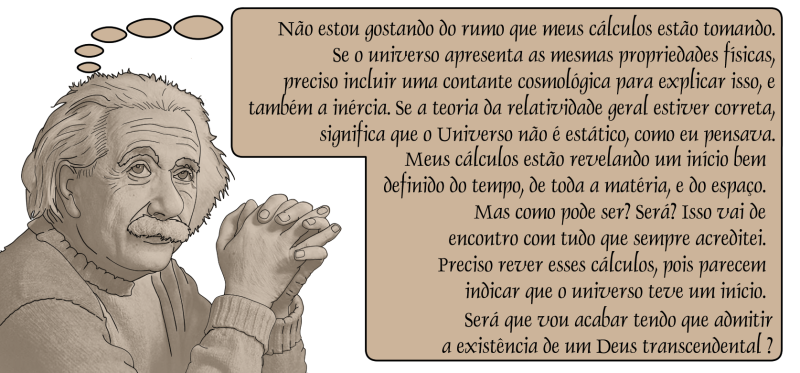 Não estou gostando do rumo que meus cálculos estão tomando.
Se o universo apresenta as mesmas propriedades físicas,
preciso incluir uma contante cosmológica para explicar isso, e
também a inércia. Se a teoria da relatividade geral estiver correta,
significa que o Universo não é estático, como eu pensava.
Meus cálculos estão revelando um início bem
definido do tempo, de toda a matéria, e do espaço.
Mas como pode ser? Será? Isso vai de
encontro com tudo que sempre acreditei.
Preciso rever esses cálculos, pois parecem
indicar que o universo teve um início.
Será que vou acabar tendo que admitir
a existência de um Deus transcendental ?